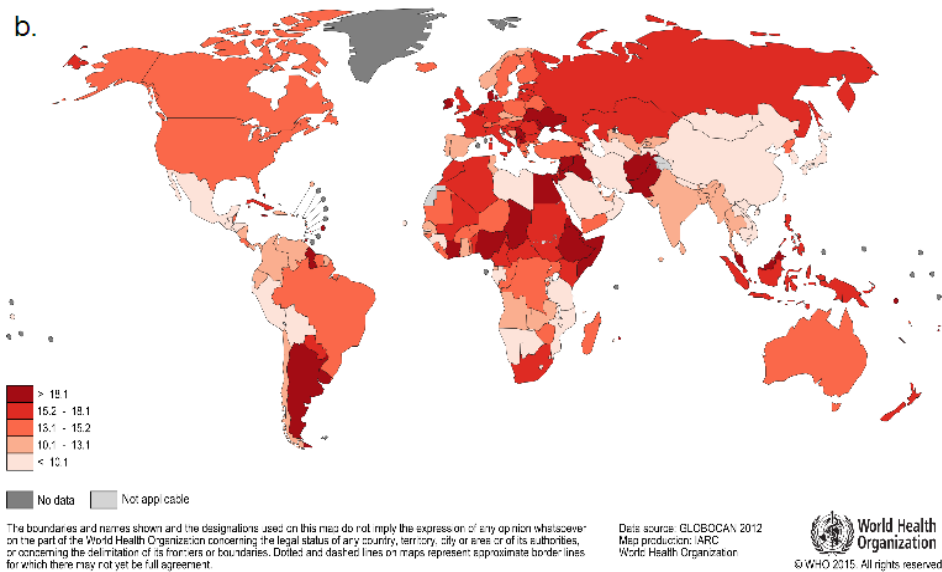 b.
> 18.1
15.2 - 18.1
13.1 - 15.2
10.1 - 13.1
< 10.1
No data
Not applicable
The boundaries and names shown and the designations used on this map do not imply the expression of any opinion whatsoever
on the part of the World Health Organization concerning the legal status of any country, territory, city or area or of its authorities,
or concerning the delimitation of its frontiers or boundaries. Dotted and dashed lines on maps represent approximate border lines
for which there may not yet be full agreement.
Data source: GLOBOCAN 2012
Map production: IARC
World Health Organization
World Health
Organization
© WHO 2015. All rights reserved